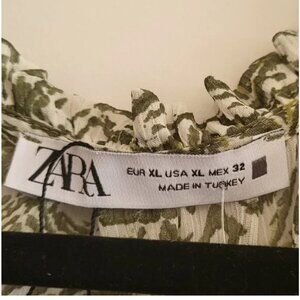 ZARA
EUR XL USA XL MEX 32
MADE IN TURKEY